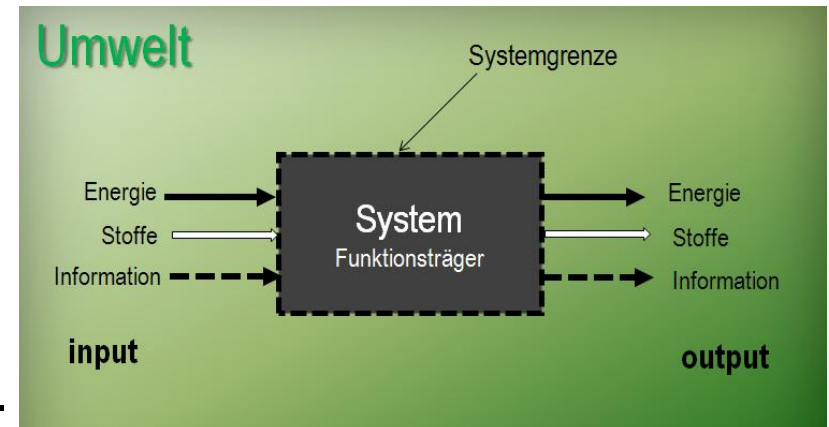 Umwelt
Systemgrenze
Energie
Stoffe
Information
System
Funktionsträger
Energie
Stoffe
Information
input
output